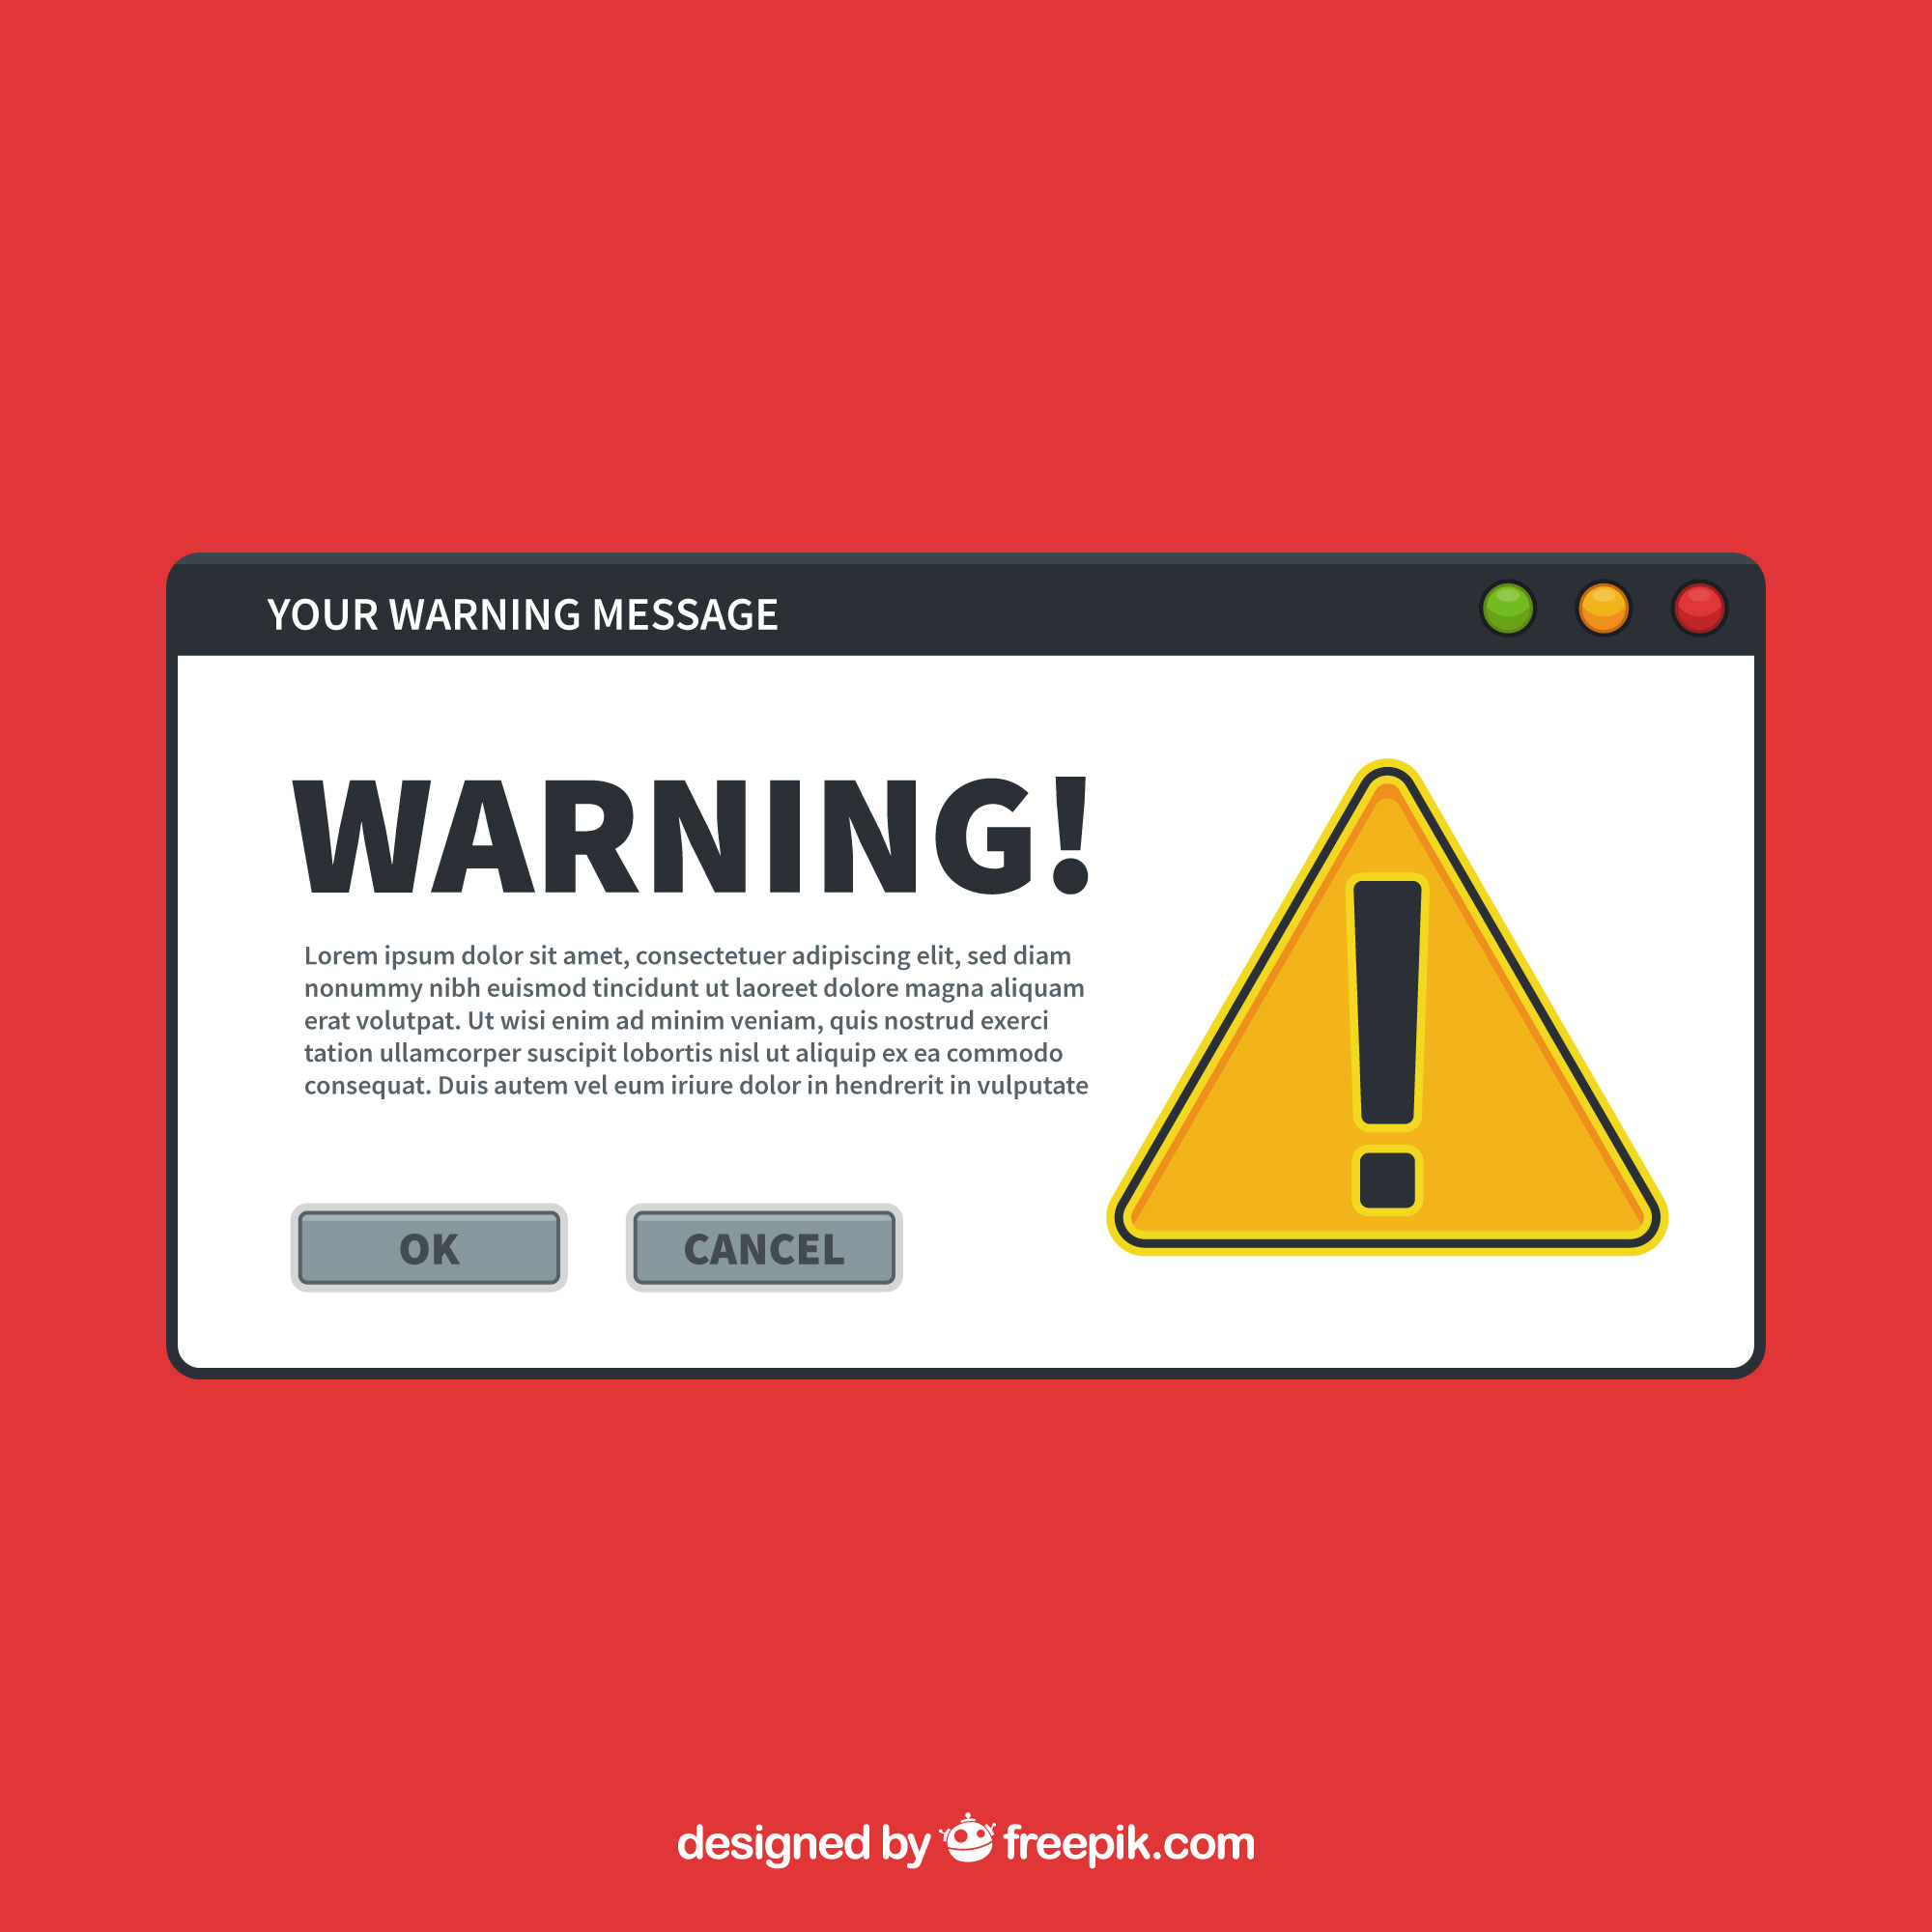 YOUR WARNING MESSAGE
WARNING!
Lorem ipsum dolor sit amet, consectetuer adipiscing elit, sed diam
nonummy nibh euismod tincidunt ut laoreet dolore magna aliquam
erat volutpat. Ut wisi enim ad minim veniam, quis nostrud exerci
tation ullamcorper suscipit lobortis nisl ut aliquip ex ea commodo
consequat. Duis autem vel eum iriure dolor in hendrerit in vulputate
OK CANCEL
designed by freepik.com